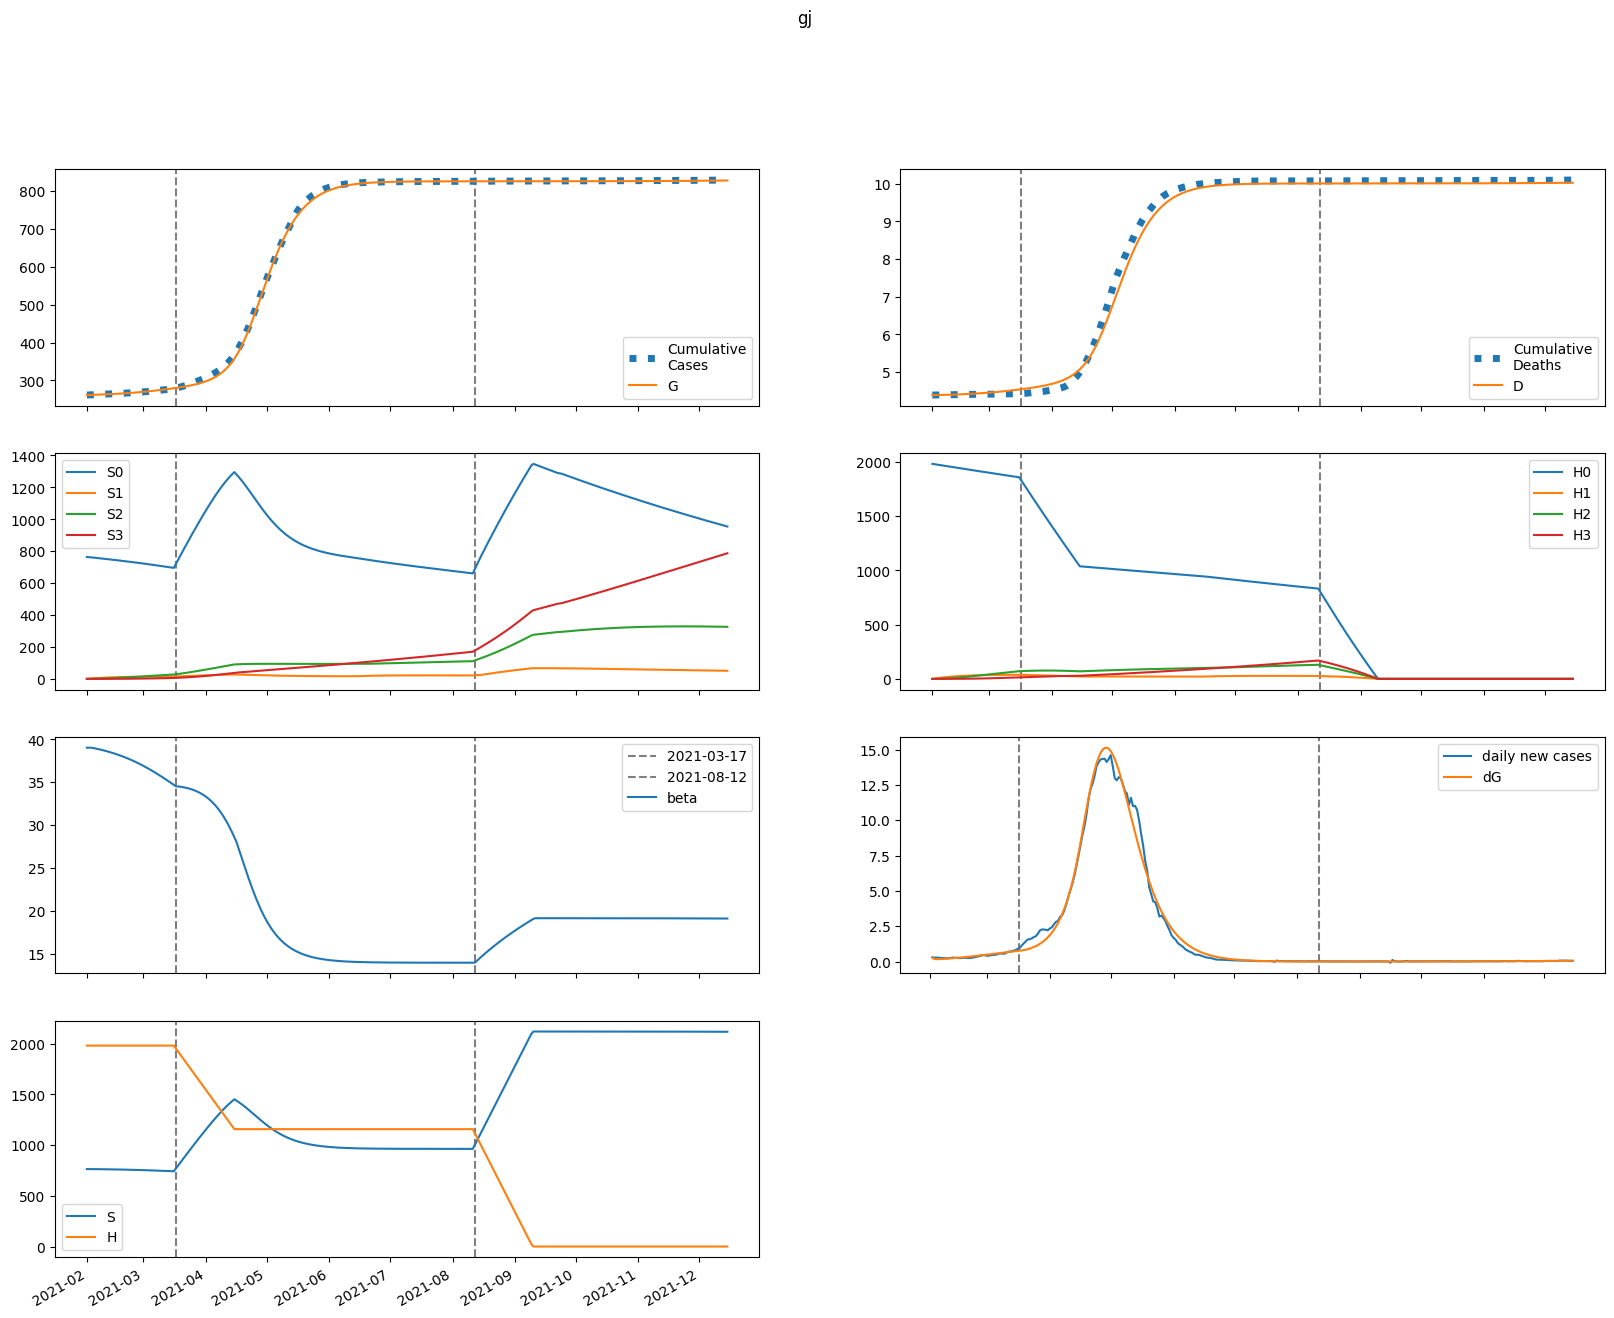 gj
800
700
600
500
400
300
Cumulative
Cases
G
10
9
8
7
6
5
Cumulative
Deaths
D
1400
1200
1000
800
600
400
200
0
S0
S1
S2
S3
2000
1500
1000
500
0
H0
H1
H2
H3
40
35
30
25
20
15
2021-03-17
2021-08-12
beta
15.0
12.5
10.0
7.5
5.0
2.5
0.0
daily new cases
dG
2000
1500
1000
500
0
S
H
2021-02
2021-03
2021-04
2021-05
2021-06
2021-07
2021-08
2021-09
2021-10
2021-11
2021-12